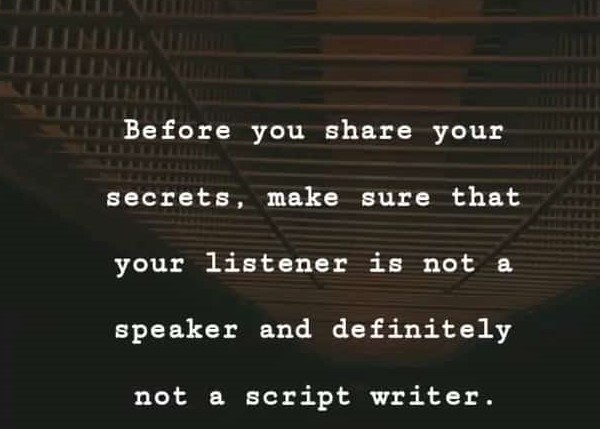 Before you share your
secrets, make sure that
your listener is not a
speaker and definitely
not a script writer.